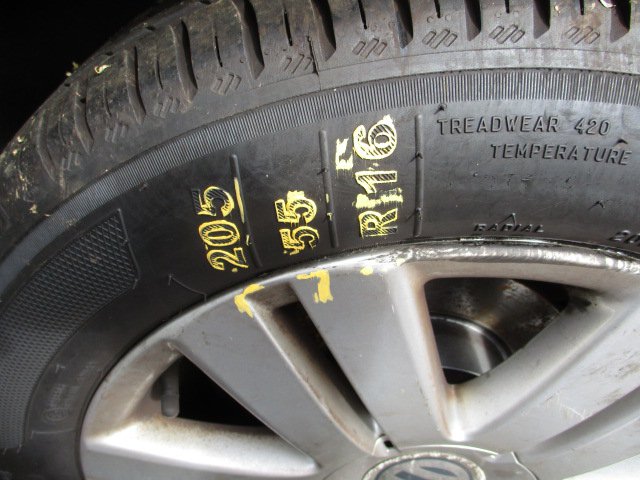 205
55
R16
TREADWEAR 420
TEMPERATURE
RADIAL